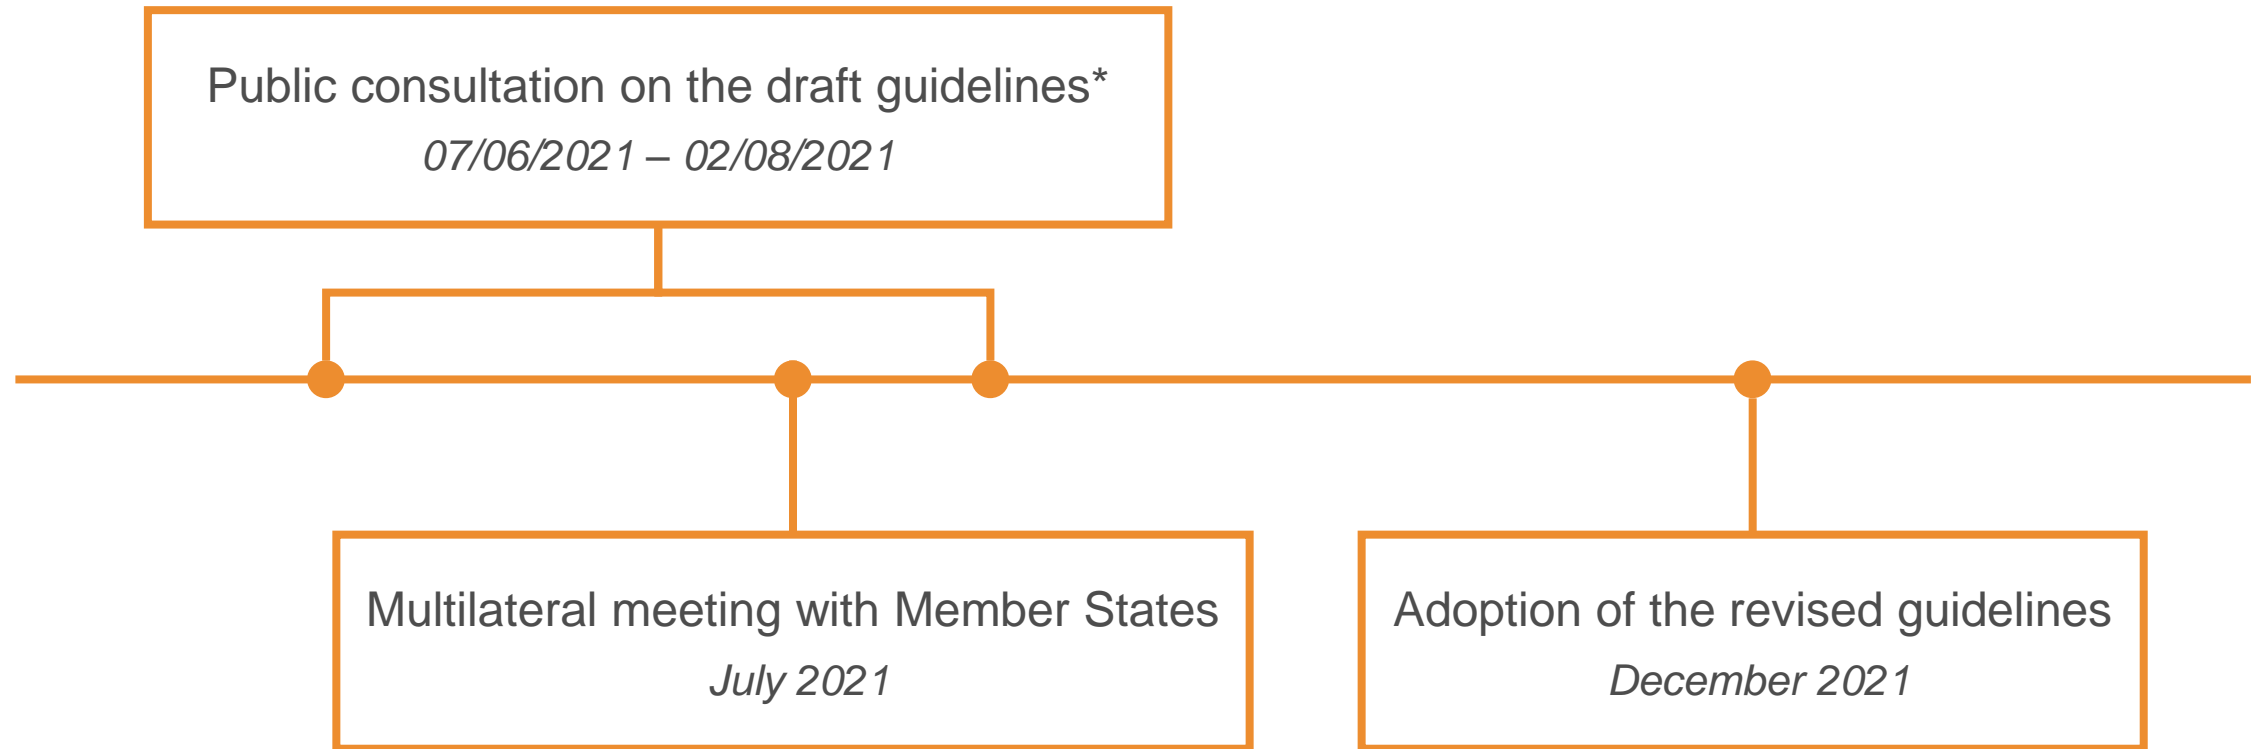 Public consultation on the draft guidelines*
07/06/2021 – 02/08/2021
Multilateral meeting with Member States
July 2021
Adoption of the revised guidelines
December 2021